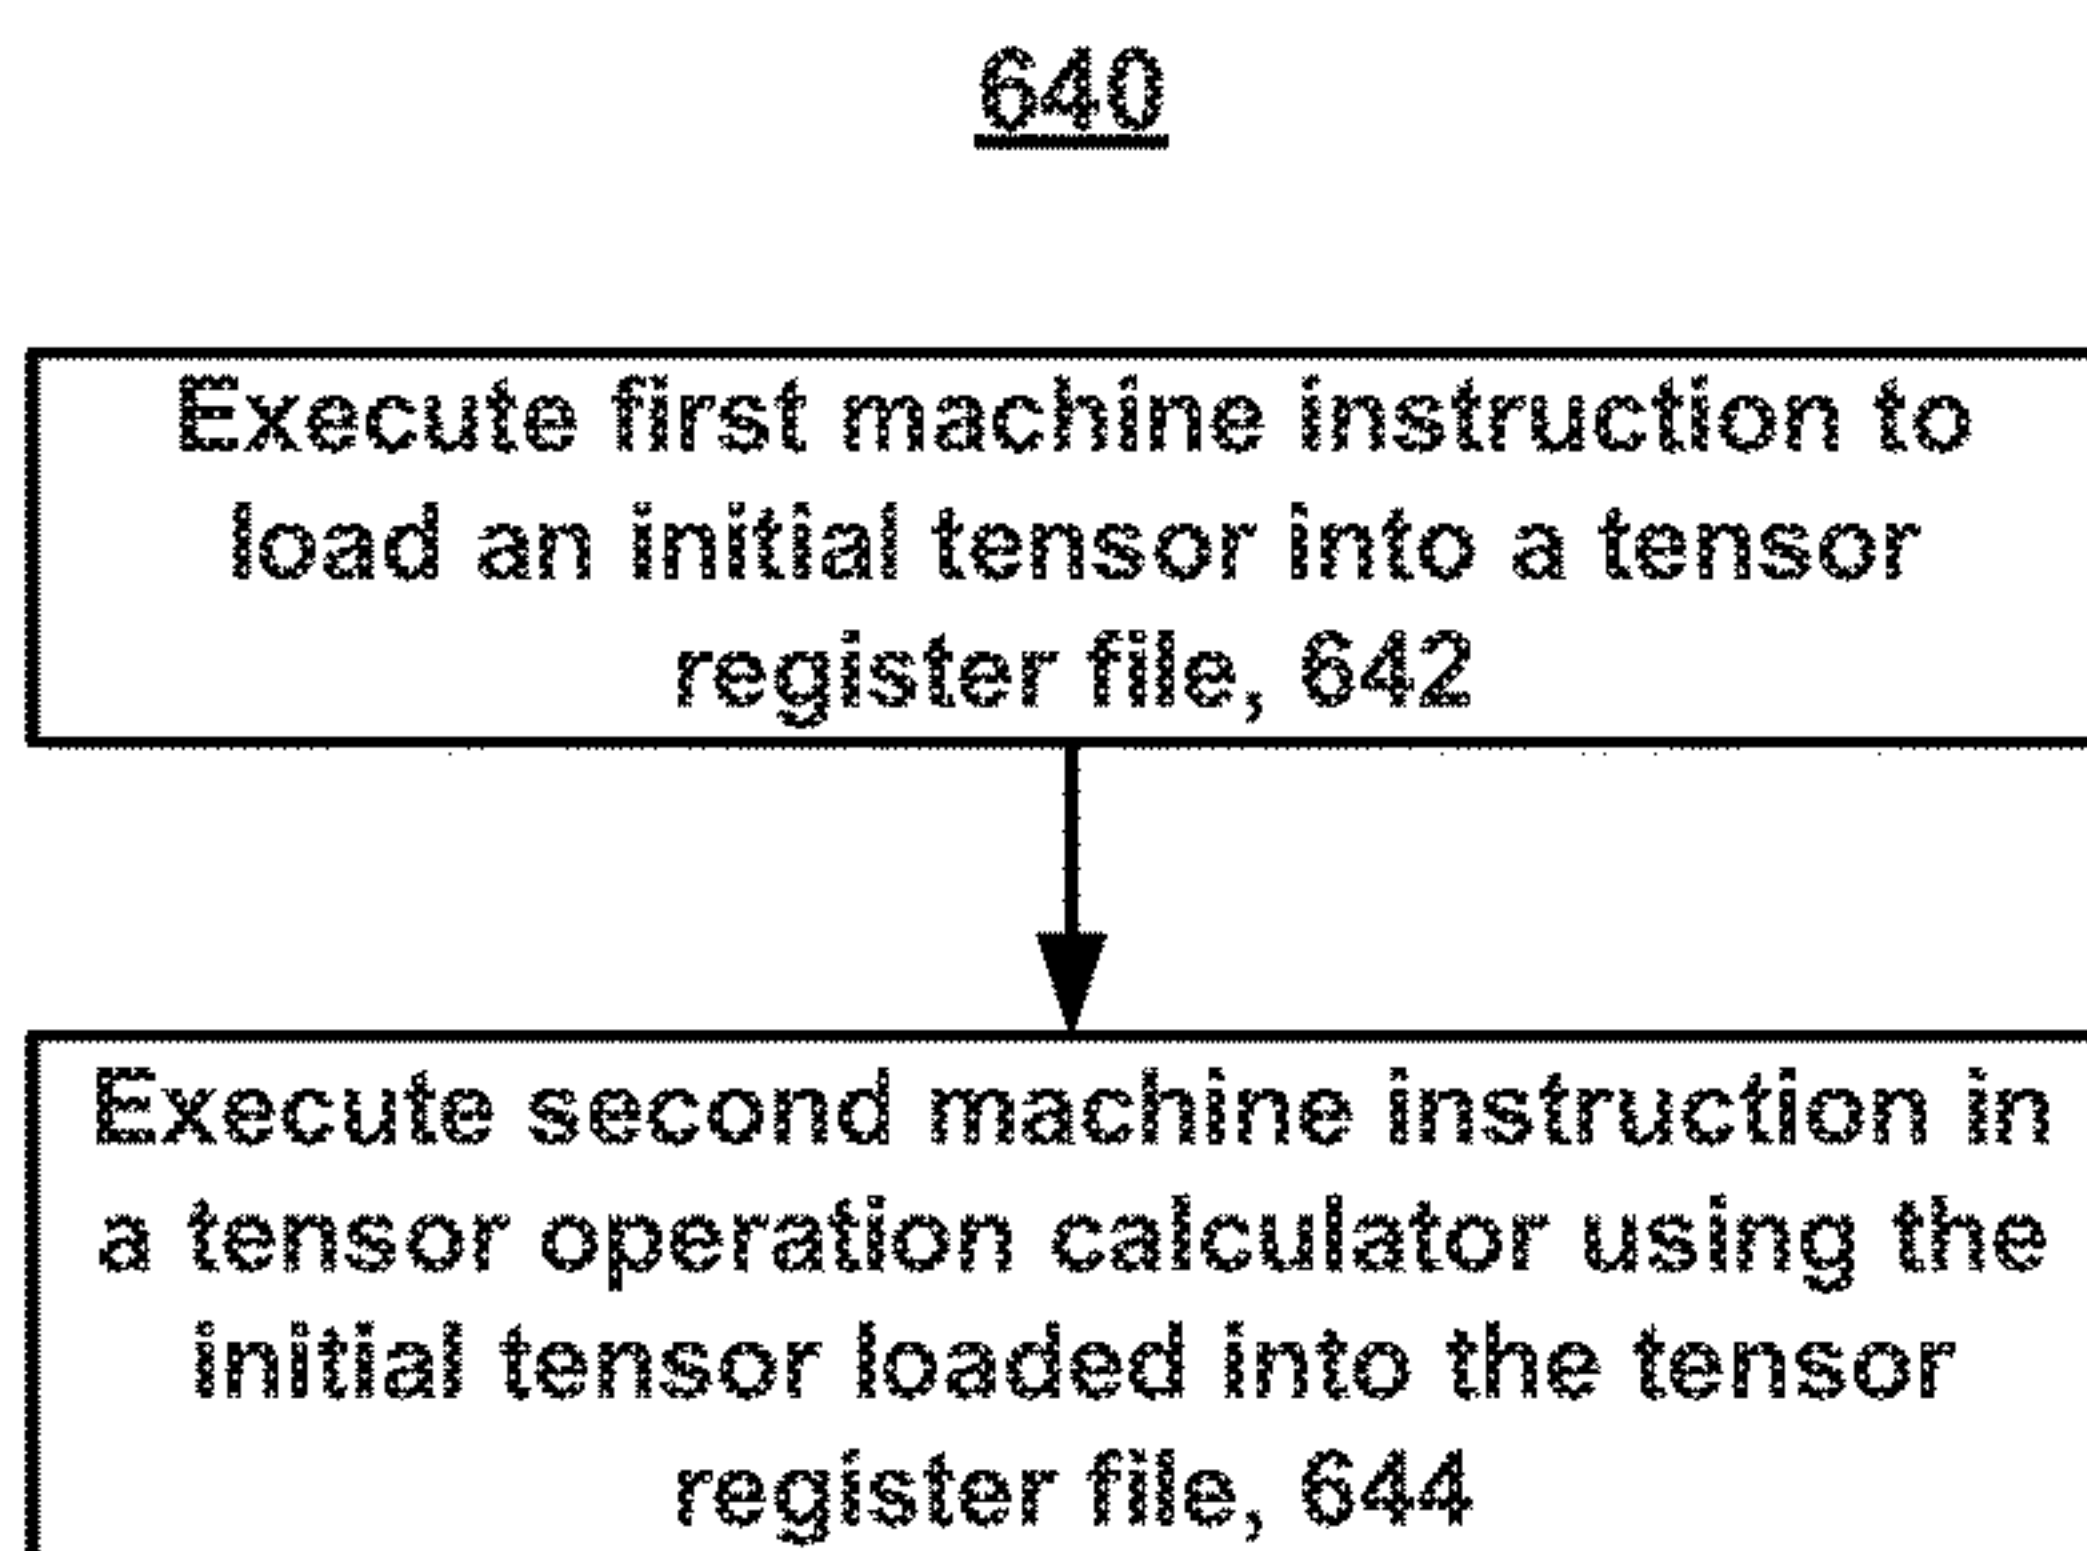 640
Execute first machine instruction to
load an initial tensor into a tensor
register file, 642
Execute second machine instruction in
a tensor operation calculator using the
initial tensor loaded into the tensor
register file, 644